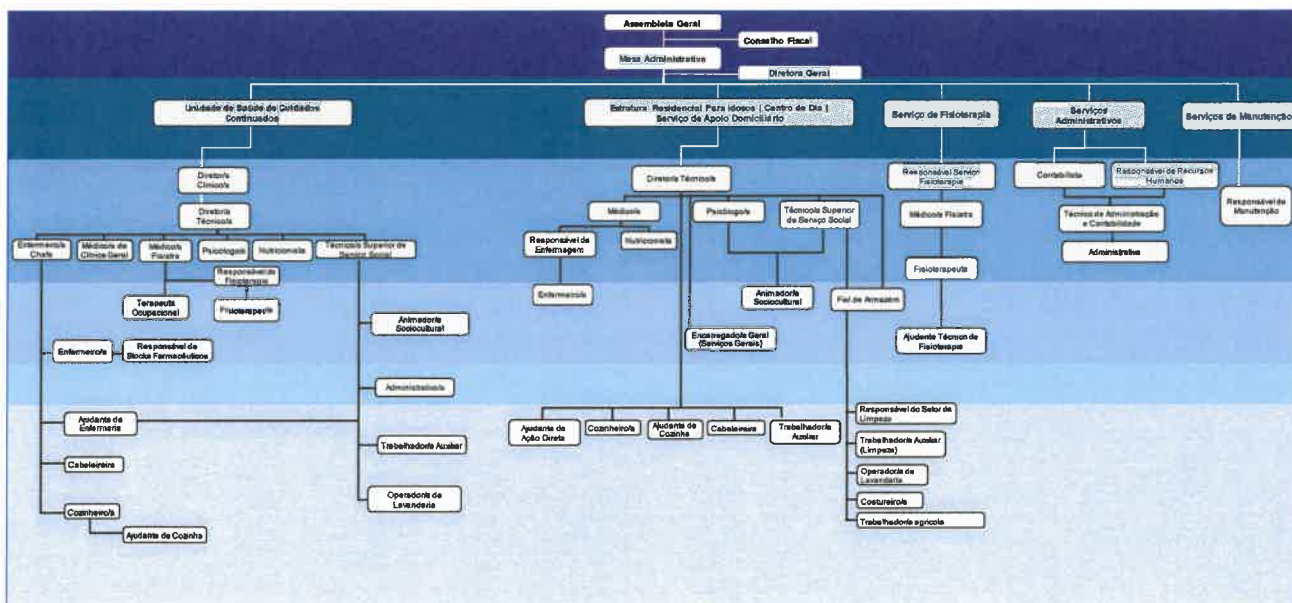 Assembleia Geral
Conselho Fiscal
Mesa Administrativa
Diretora Geral
Unidade de Saúde de Cuidados
Continuados
Estrutura Residencial Para Idosos | Centro de Dia |
Serviço de Apoio Domiciliário
Serviço de Fisioterapia
Serviços
Administrativos
Serviços de Manutenção
Diretor/a
Clínico/a
Diretor/a
Técnico/a
Enfermeiro/a
Chefe
Médico/a de
Clínica Geral
Médico/a
Fisiatra
Psicólogo/a
Nutricionista
Técnico/a Superior de
Serviço Social
Responsável de
Fisioterapia
Terapeuta
Ocupacional
Fisioterapeuta
Animador/a
Sociocultural
Enfermeiro/a
Responsável de
Stocks Farmacêuticos
Administrativo/a
Ajudante de
Enfermaria
Trabalhador/a Auxiliar
Cabeleireira
Operador/a de
Lavandaria
Cozinheiro/a
Ajudante de Cozinha
Diretor/a Técnico/a
Médico/a
Psicólogo/a
Técnico/a Superior
de Serviço Social
Responsável de
Enfermagem
Nutricionista
Enfermeiro/a
Animador/a
Sociocultural
Fiel de Armazém
Encarregado/a Geral
(Serviços Gerais)
Ajudante de
Ação Direta
Cozinheiro/a
Ajudante de
Cozinha
Cabeleireira
Trabalhador/a
Auxiliar
Responsável do Setor de
Limpeza
Trabalhador/a Auxiliar
(Limpeza)
Operador/a de
Lavandaria
Costureiro/a
Trabalhador/a agrícola
Responsável Serviço
Fisioterapia
Médico/a Fisiatra
Fisioterapeuta
Ajudante Técnico de
Fisioterapia
Contabilista
Responsável de Recursos
Humanos
Técnico de Administração
e Contabilidade
Administrativa
Responsável de
Manutenção